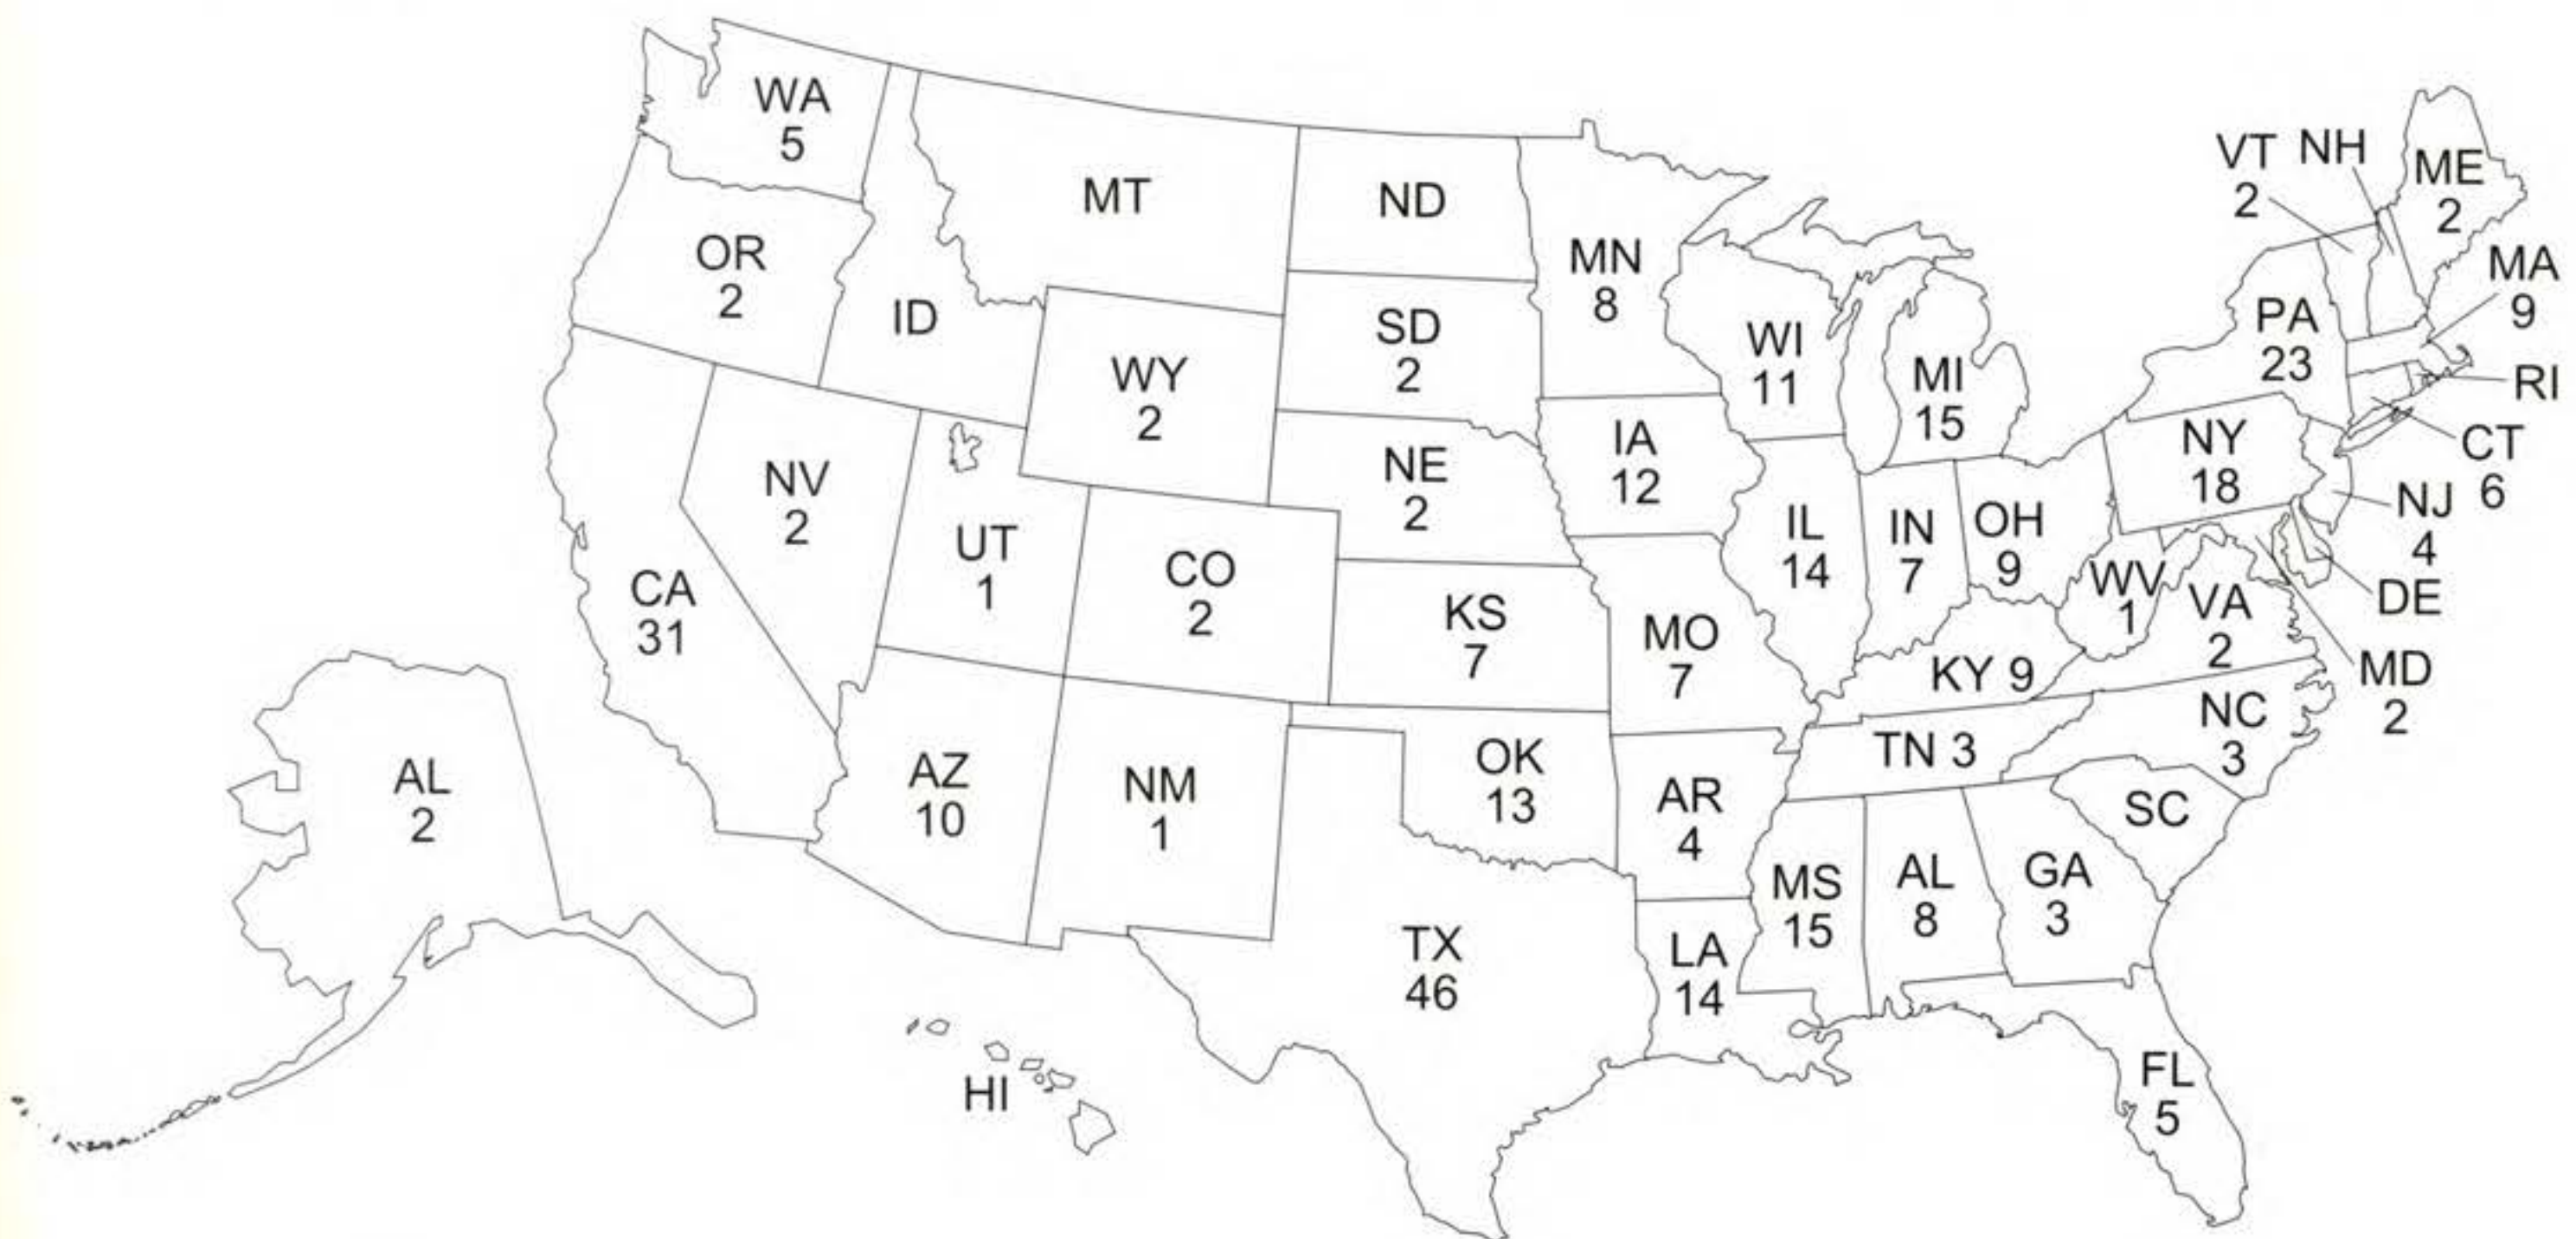 WA
5
OR
2
CA
31
NV
2
ID
MT
WY
2
UT
1
CO
2
AZ
10
NM
1
ND
SD
2
NE
2
KS
7
OK
13
TX
46
MN
8
IA
12
MO
7
AR
4
LA
14
WI
11
IL
14
MI
15
IN
7
OH
9
KY 9
TN 3
MS
15
AL
8
GA
3
FL
5
SC
NC
3
VA
2
WV
1
NY
18
PA
23
VT
2
NH
ME
2
MA
9
RI
CT
6
NJ
4
DE
MD
2
AL
2
HI